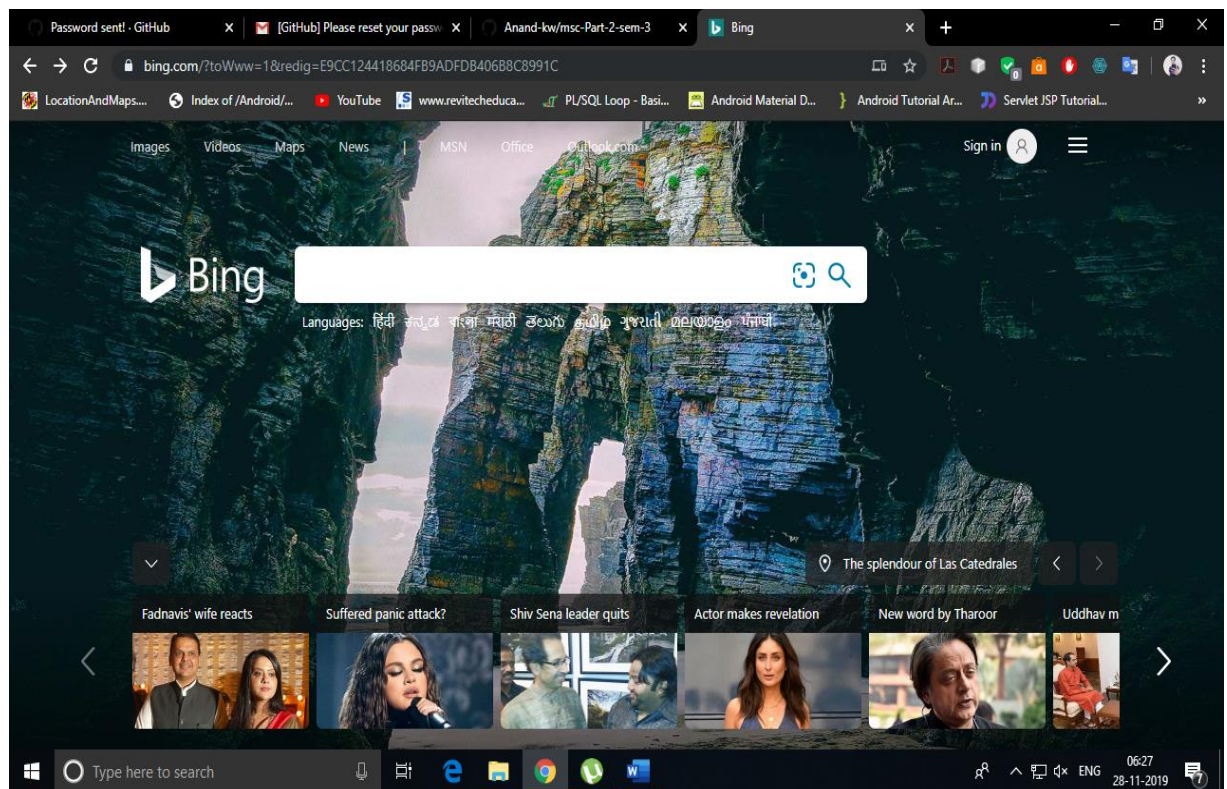 Password sent! · GitHub
[GitHub] Please reset your passw
Anand-kw/msc-Part-2-sem-3
Bing
bing.com/?toWww=1&redig=E9CC124418684FB9ADFDB406B8C8991C
LocationAndMaps....
Index of /Android/...
YouTube
www.revitecheduca...
PL/SQL Loop - Basi...
Android Material D...
Android Tutorial Ar...
Servlet JSP Tutorial...
»
Images Videos Maps News | MSN Office Outlook.com
Sign in
Bing
Languages: हिंदी ಕನ್ನಡ বাংলা मराठी తెలుగు தமிழ் ગુજરાતી മലയാളം ਪੰਜਾਬੀ
The splendour of Las Catedrales
Fadnavis' wife reacts
Suffered panic attack?
Shiv Sena leader quits
Actor makes revelation
New word by Tharoor
Uddhav m
Type here to search
ENG
06:27
28-11-2019
7